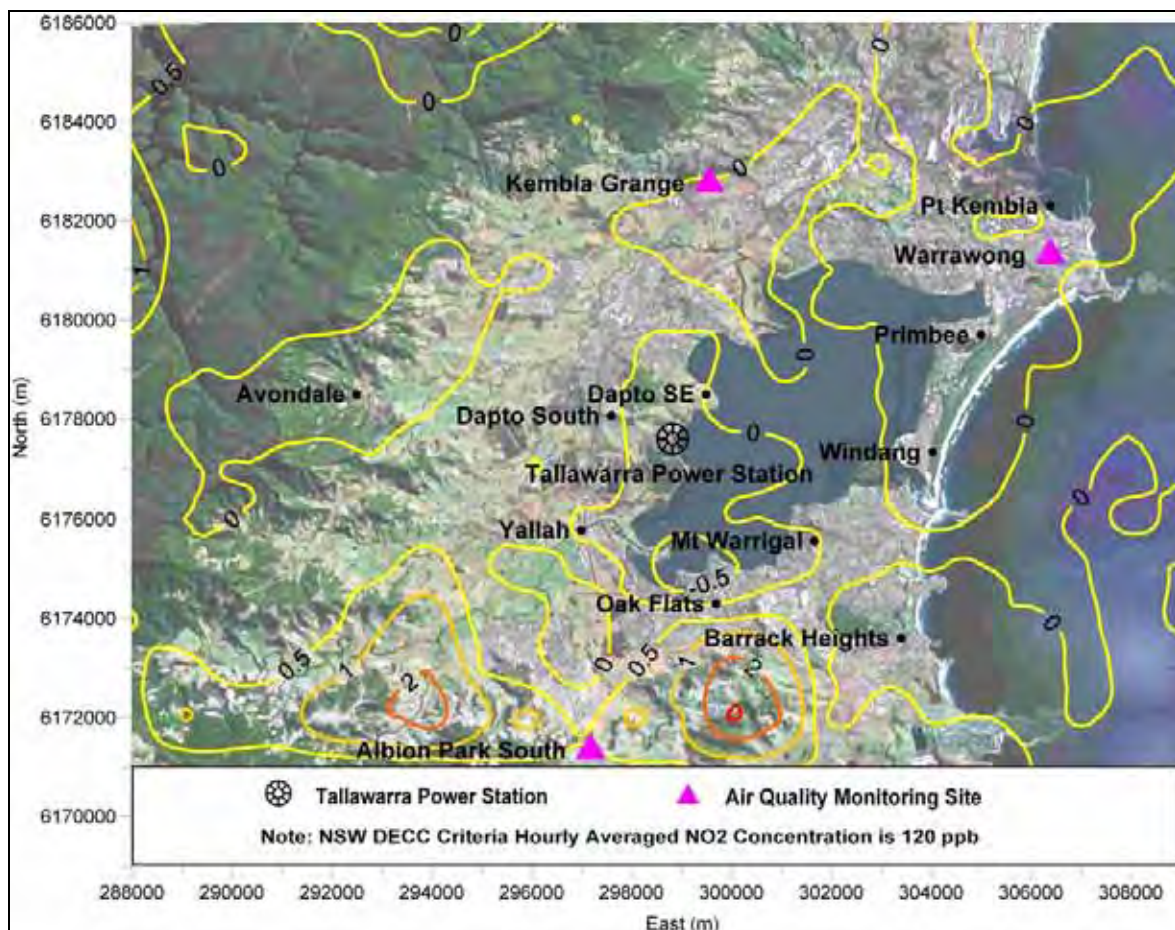 6186000
6184000
6182000
6180000
6178000
6176000
6174000
6172000
6170000
North (m)
0
0
0.5
0
0
0
0
Kembla Grange
0
Pt Kembla
Warrawong
1
Primbee
0
Avondale
Dapto SE
Dapto South
0
0
0
Windang
Tallawarra Power Station
0
Yallah
Mt Warrigal
-0.5
Oak Flats
0
Barrack Heights
0.5
1
2
0
0.5
1
2
Albion Park South
Tallawarra Power Station
Air Quality Monitoring Site
Note: NSW DECC Criteria Hourly Averaged NO2 Concentration is 120 ppb
288000 290000 292000 294000 296000 298000 300000 302000 304000 306000 308000
East (m)